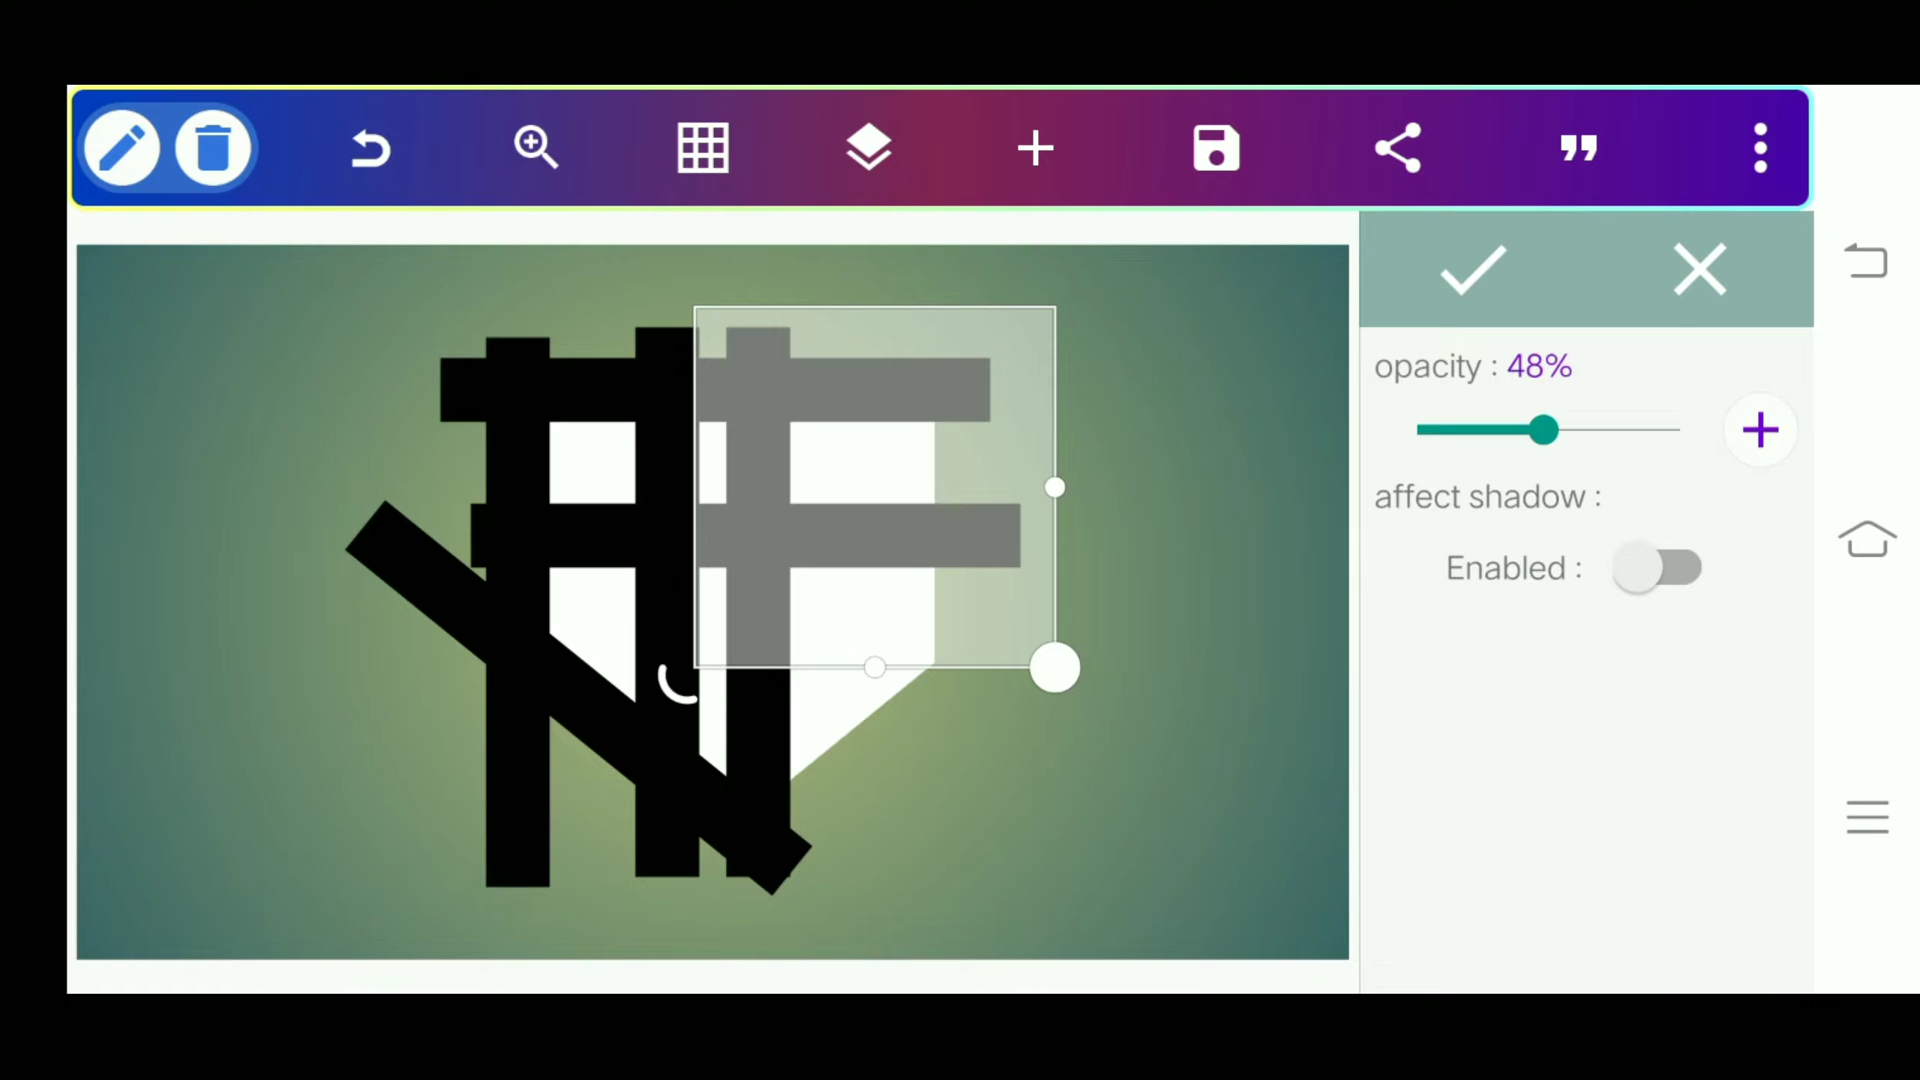 opacity : 48%
affect shadow :
Enabled :